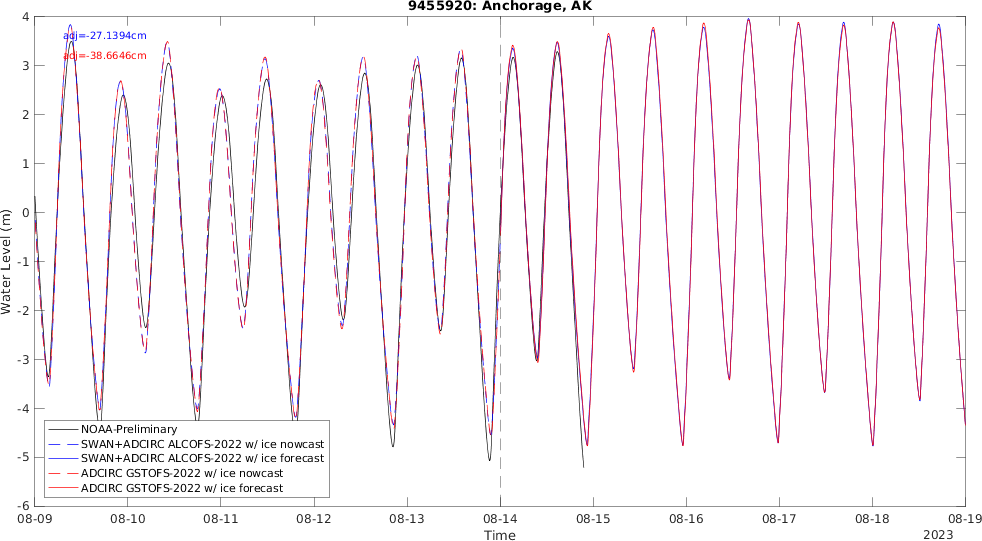 9455920: Anchorage, AK
adj=-27.1394cm
adj=-38.6646cm
Water Level (m)
4
3
2
1
0
-1
-2
-3
-4
-5
-6
NOAA-Preliminary
SWAN+ADCIRC ALCOFS-2022 w/ ice nowcast
SWAN+ADCIRC ALCOFS-2022 w/ ice forecast
ADCIRC GSTOFS-2022 w/ ice nowcast
ADCIRC GSTOFS-2022 w/ ice forecast
08-09 08-10 08-11 08-12 08-13 08-14 08-15 08-16 08-17 08-18 08-19
Time
2023